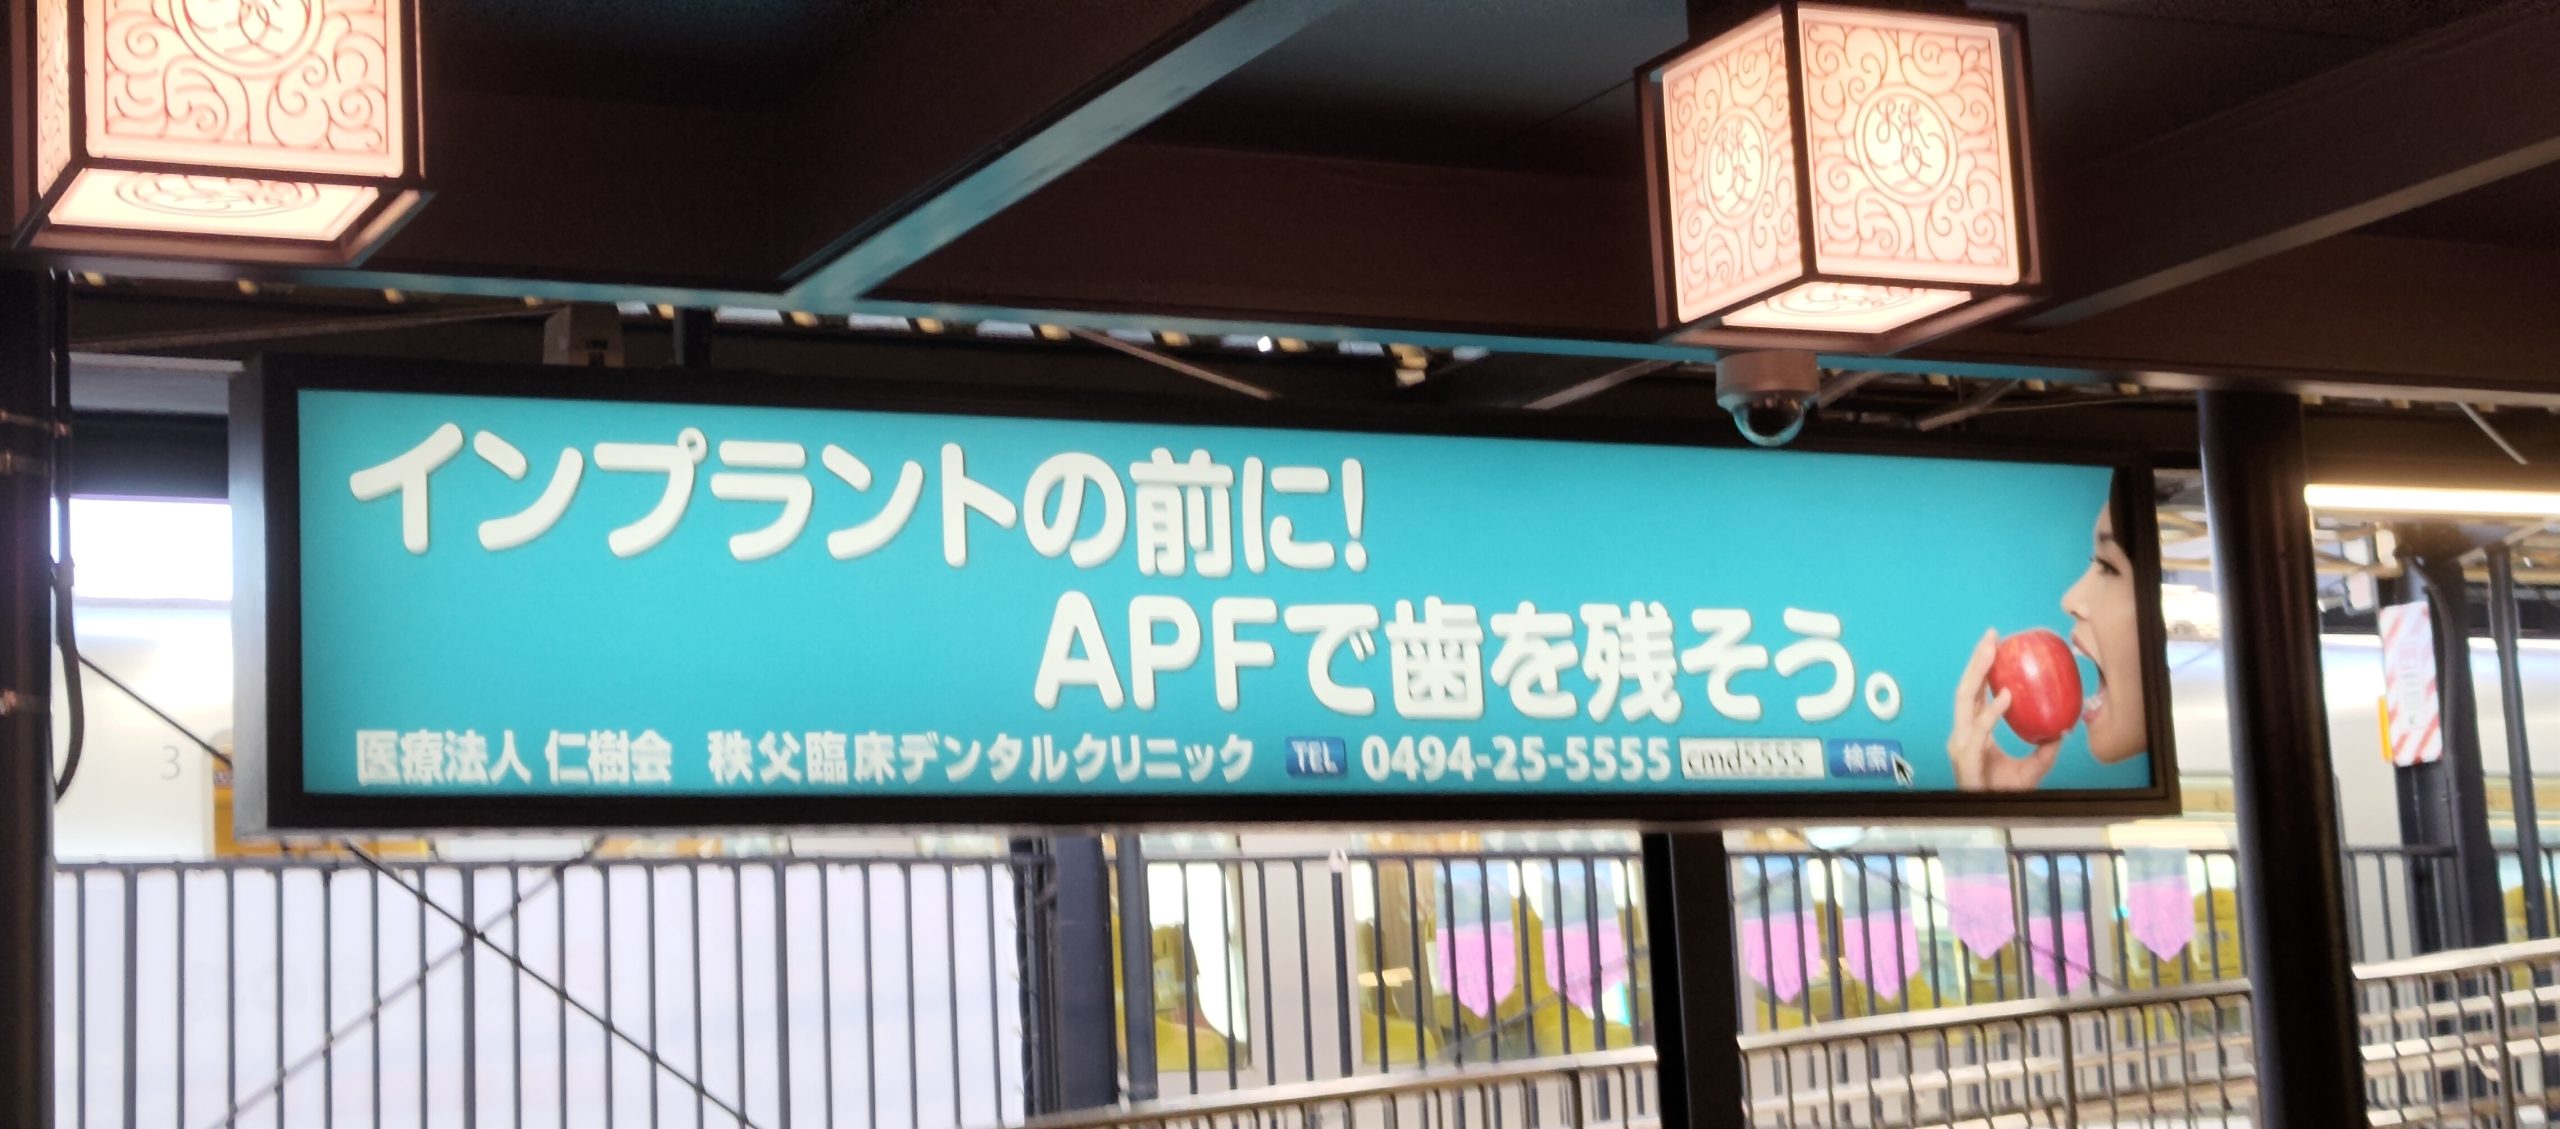 インプラントの前に!
APFで歯を残そう。
医療法人 仁樹会 秩父臨床デンタルクリニック TEL 0494-25-5555 cmd5555 検索
3